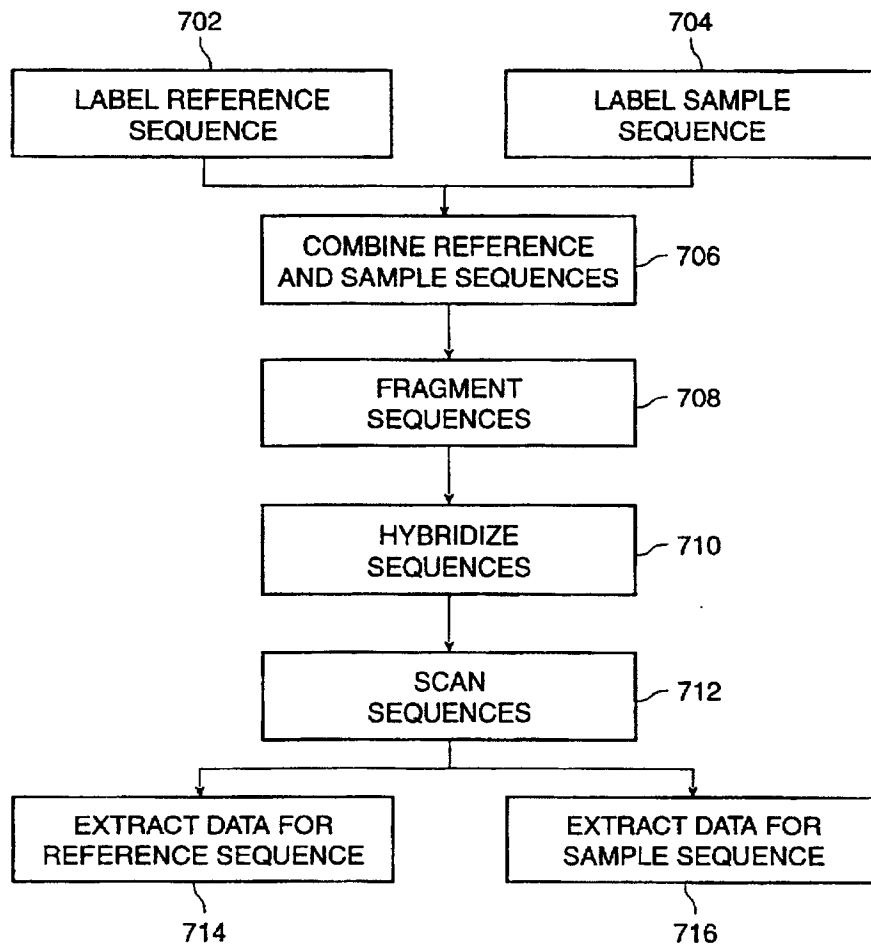 702
704
LABEL REFERENCE
SEQUENCE
LABEL SAMPLE
SEQUENCE
COMBINE REFERENCE
AND SAMPLE SEQUENCES
706
FRAGMENT
SEQUENCES
708
HYBRIDIZE
SEQUENCES
710
SCAN
SEQUENCES
712
EXTRACT DATA FOR
REFERENCE SEQUENCE
EXTRACT DATA FOR
SAMPLE SEQUENCE
714
716